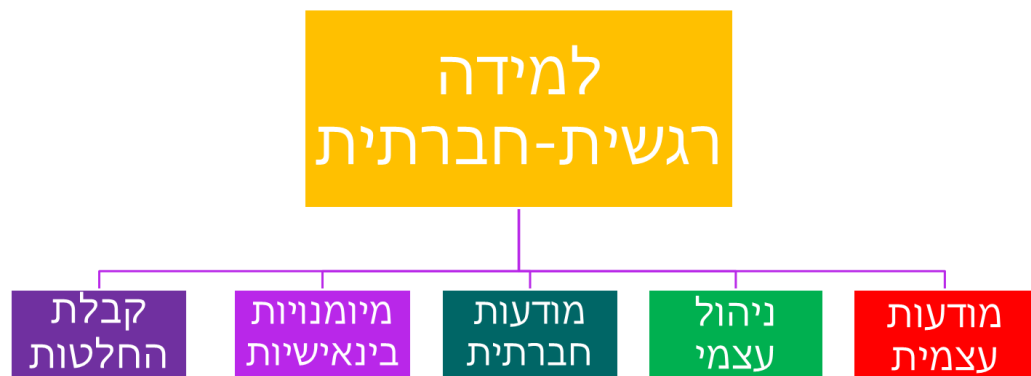 למידה
רגשית-חברתית
מודעות
עצמית
ניהול
עצמי
מודעות
חברתית
מיומנויות
בינאישיות
קבלת
החלטות